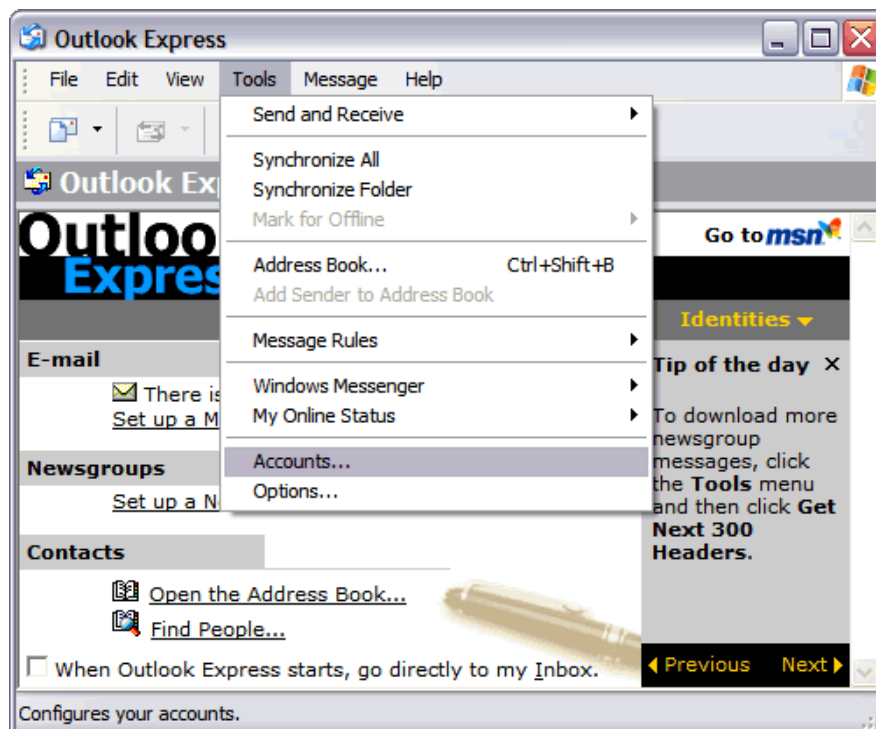 Outlook Express
File Edit View Tools Message Help
Send and Receive
Synchronize All
Synchronize Folder
Mark for Offline
Address Book... Ctrl+Shift+B
Add Sender to Address Book
Message Rules
Windows Messenger
My Online Status
Accounts...
Options...
Outlook Ex
Outloo
Expres
Go to msn
Identities
E-mail
There is
Set up a M
Newsgroups
Set up a N
Contacts
Open the Address Book...
Find People...
When Outlook Express starts, go directly to my Inbox.
Tip of the day X
To download more
newsgroup
messages, click
the Tools menu
and then click Get
Next 300
Headers.
Previous Next
Configures your accounts.